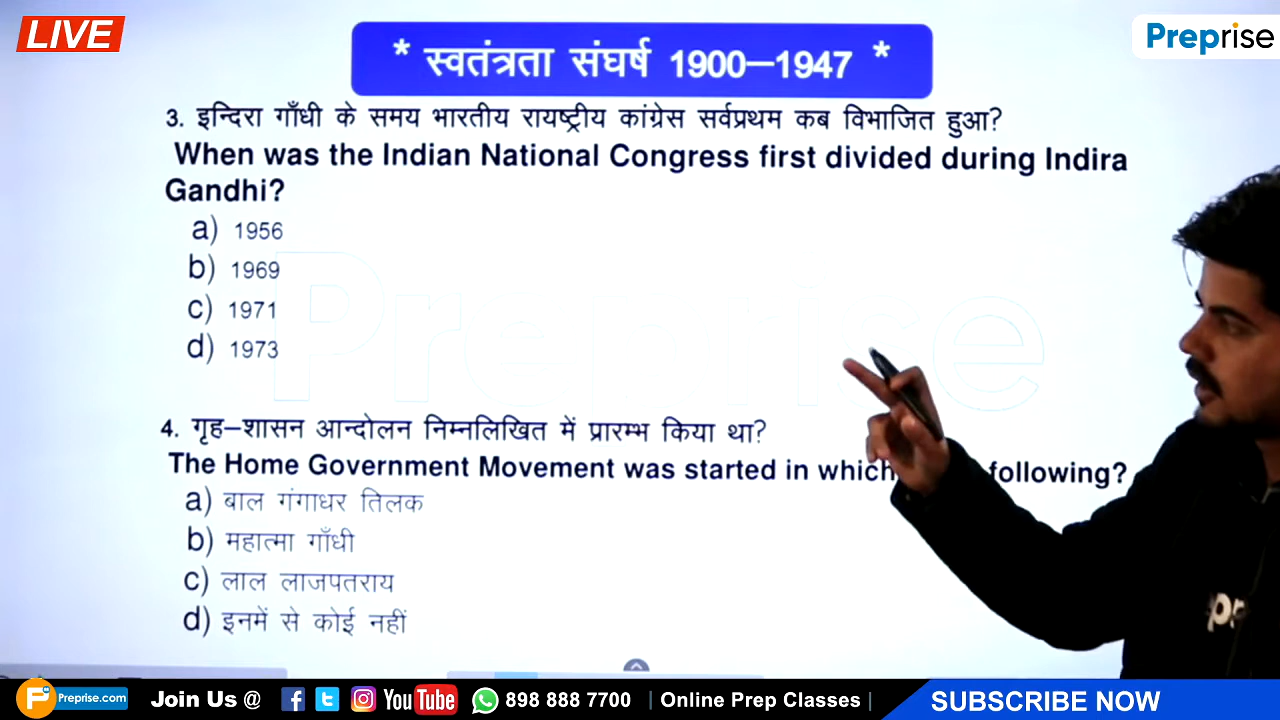 LIVE
* स्वतंत्रता संघर्ष 1900–1947 *
Preprise
3. इन्दिरा गाँधी के समय भारतीय रायष्ट्रीय कांग्रेस सर्वप्रथम कब विभाजित हुआ?
When was the Indian National Congress first divided during Indira
Gandhi?
a) 1956
b) 1969
c) 1971
d) 1973
Preprise
4. गृह–शासन आन्दोलन निम्नलिखित में प्रारम्भ किया था?
The Home Government Movement was started in which following?
a) बाल गंगाधर तिलक
b) महात्मा गाँधी
c) लाल लाजपतराय
d) इनमें से कोई नहीं
Preprise.com Join Us @ YouTube 898 888 7700 | Online Prep Classes | SUBSCRIBE NOW